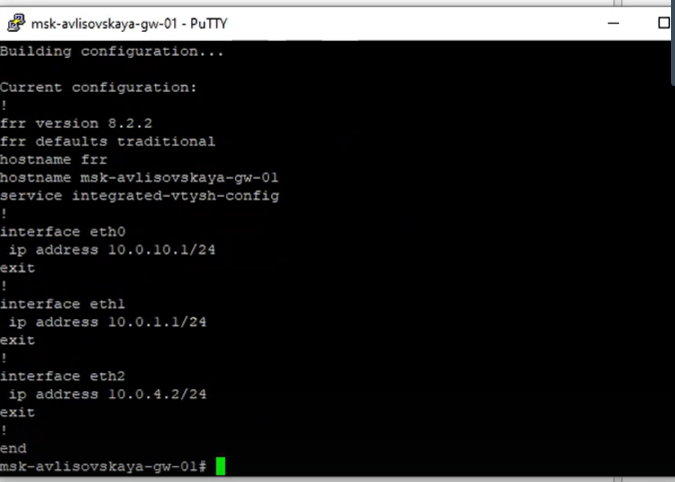 msk-avlisovskaya-gw-01 - PuTTY
Building configuration...
Current configuration:
!
frr version 8.2.2
frr defaults traditional
hostname frr
hostname msk-avlisovskaya-gw-01
service integrated-vtysh-config
!
interface eth0
 ip address 10.0.10.1/24
exit
!
interface eth1
 ip address 10.0.1.1/24
exit
!
interface eth2
 ip address 10.0.4.2/24
exit
!
end
msk-avlisovskaya-gw-01#